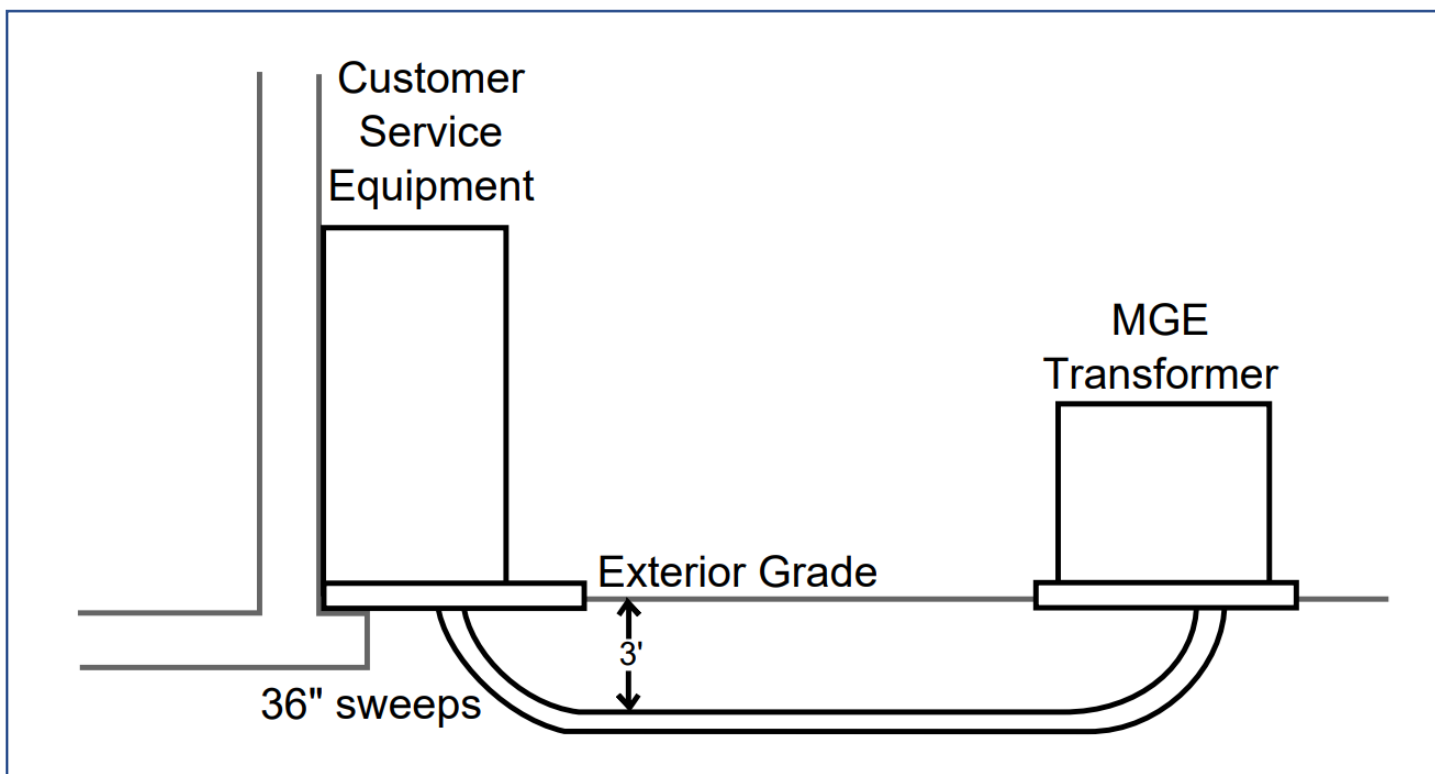 Customer
Service
Equipment
MGE
Transformer
Exterior Grade
3'
36" sweeps